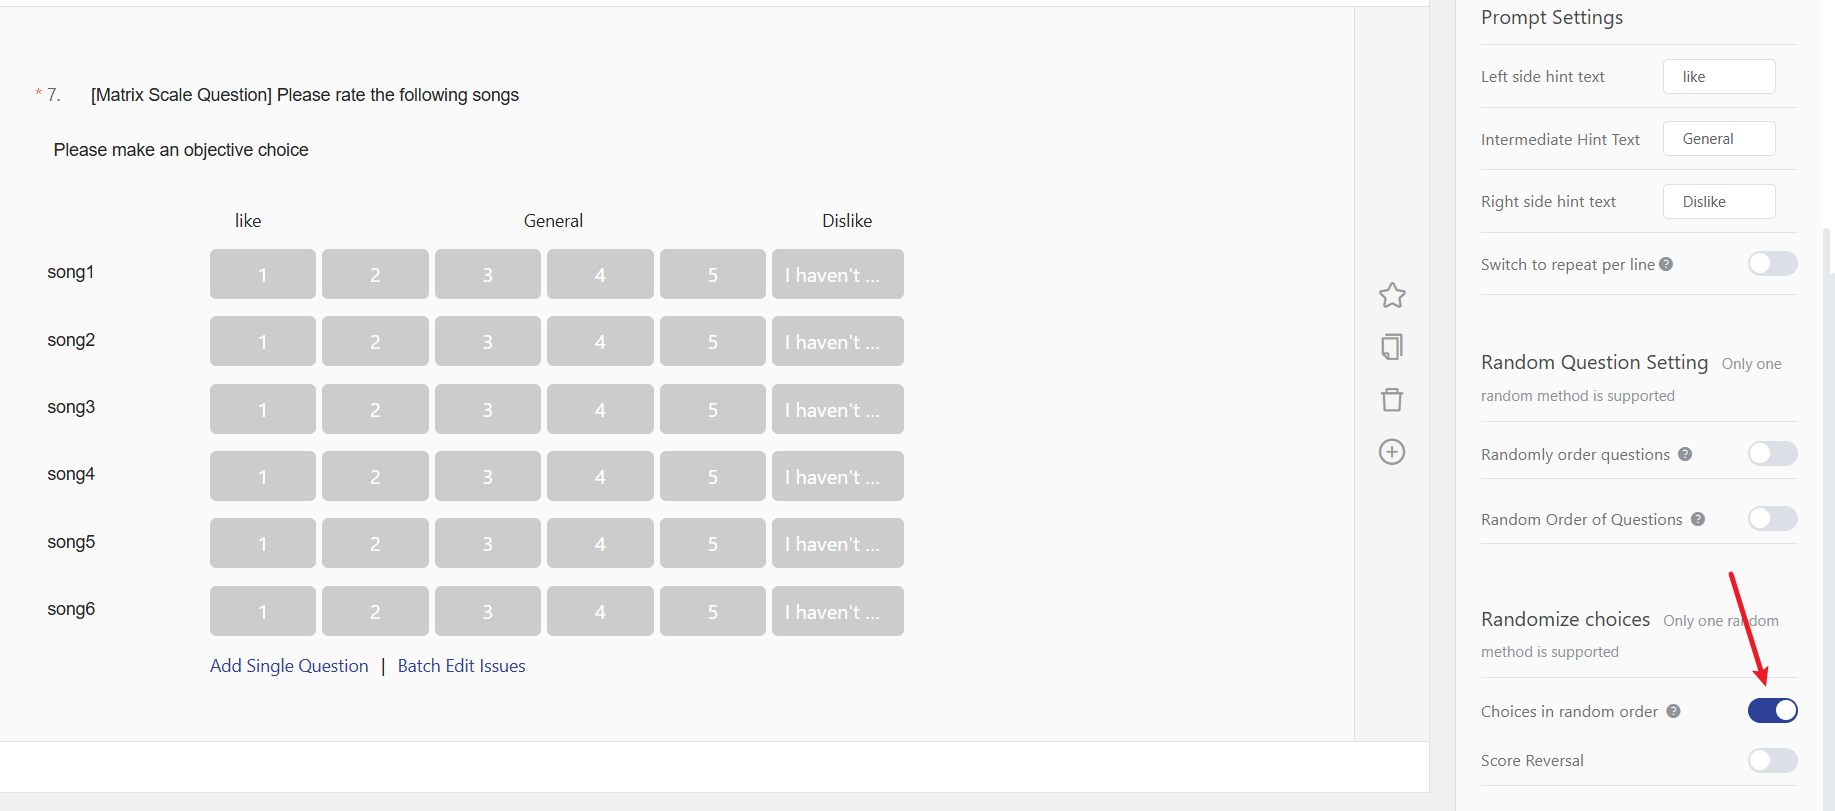 * 7. [Matrix Scale Question] Please rate the following songs
Please make an objective choice
like General Dislike
song1 1 2 3 4 5 I haven't ...
song2 1 2 3 4 5 I haven't ...
song3 1 2 3 4 5 I haven't ...
song4 1 2 3 4 5 I haven't ...
song5 1 2 3 4 5 I haven't ...
song6 1 2 3 4 5 I haven't ...
Add Single Question | Batch Edit Issues
Prompt Settings
Left side hint text like
Intermediate Hint Text General
Right side hint text Dislike
Switch to repeat per line ?
Random Question Setting Only one
random method is supported
Randomly order questions ?
Random Order of Questions ?
Randomize choices Only one random
method is supported
Choices in random order ?
Score Reversal